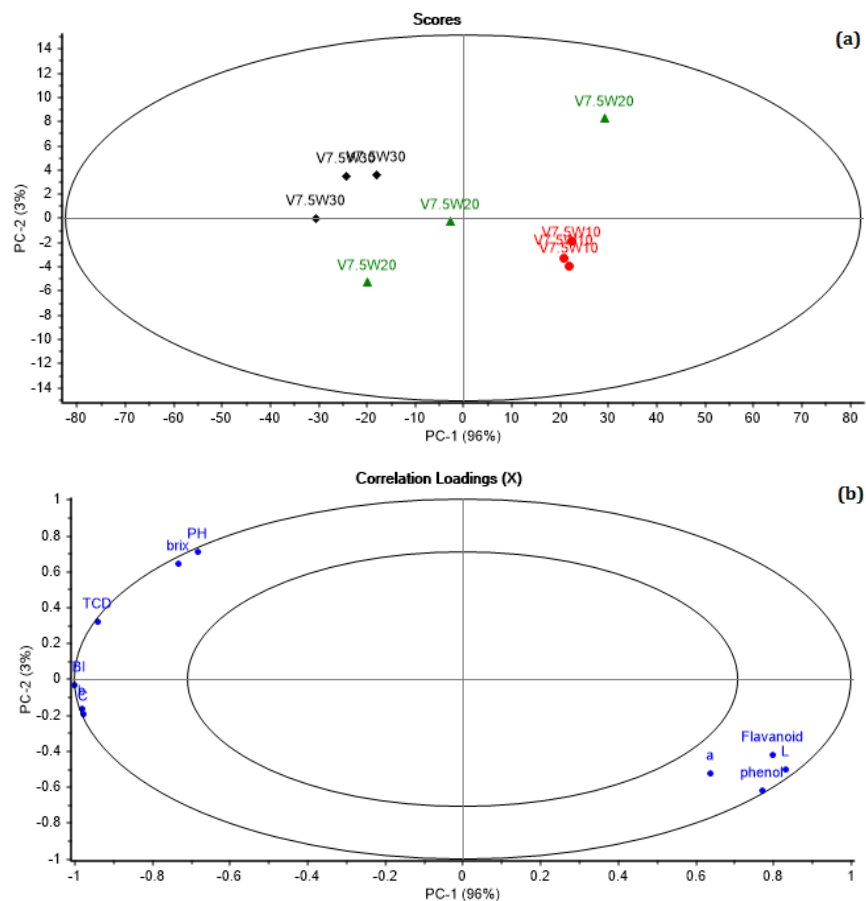 Scores
(a)
14
12
10
8
6
4
2
0
-2
-4
-6
-8
-10
-12
-14
PC-2 (3%)
V7.5W20
V7.5W30
V7.5W30
V7.5W30
V7.5W20
V7.5W20
V7.5W10
V7.5W10
V7.5W10
-80 -70 -60 -50 -40 -30 -20 -10 0 10 20 30 40 50 60 70 80
PC-1 (96%)
Correlation Loadings (X)
(b)
1
0.8
0.6
0.4
0.2
0
-0.2
-0.4
-0.6
-0.8
-1
PC-2 (3%)
PH
brix
TCD
BI
b
C
Flavanoid
a
L
phenol
-1 -0.8 -0.6 -0.4 -0.2 0 0.2 0.4 0.6 0.8 1
PC-1 (96%)